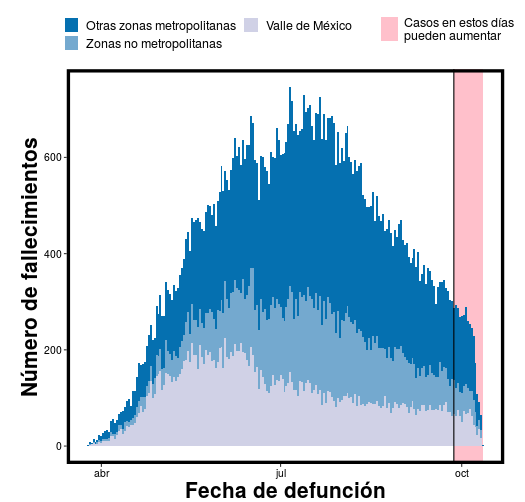 Otras zonas metropolitanas
Zonas no metropolitanas
Valle de México
Casos en estos días
pueden aumentar
Número de fallecimientos
600
400
200
0
abr
jul
oct
Fecha de defunción